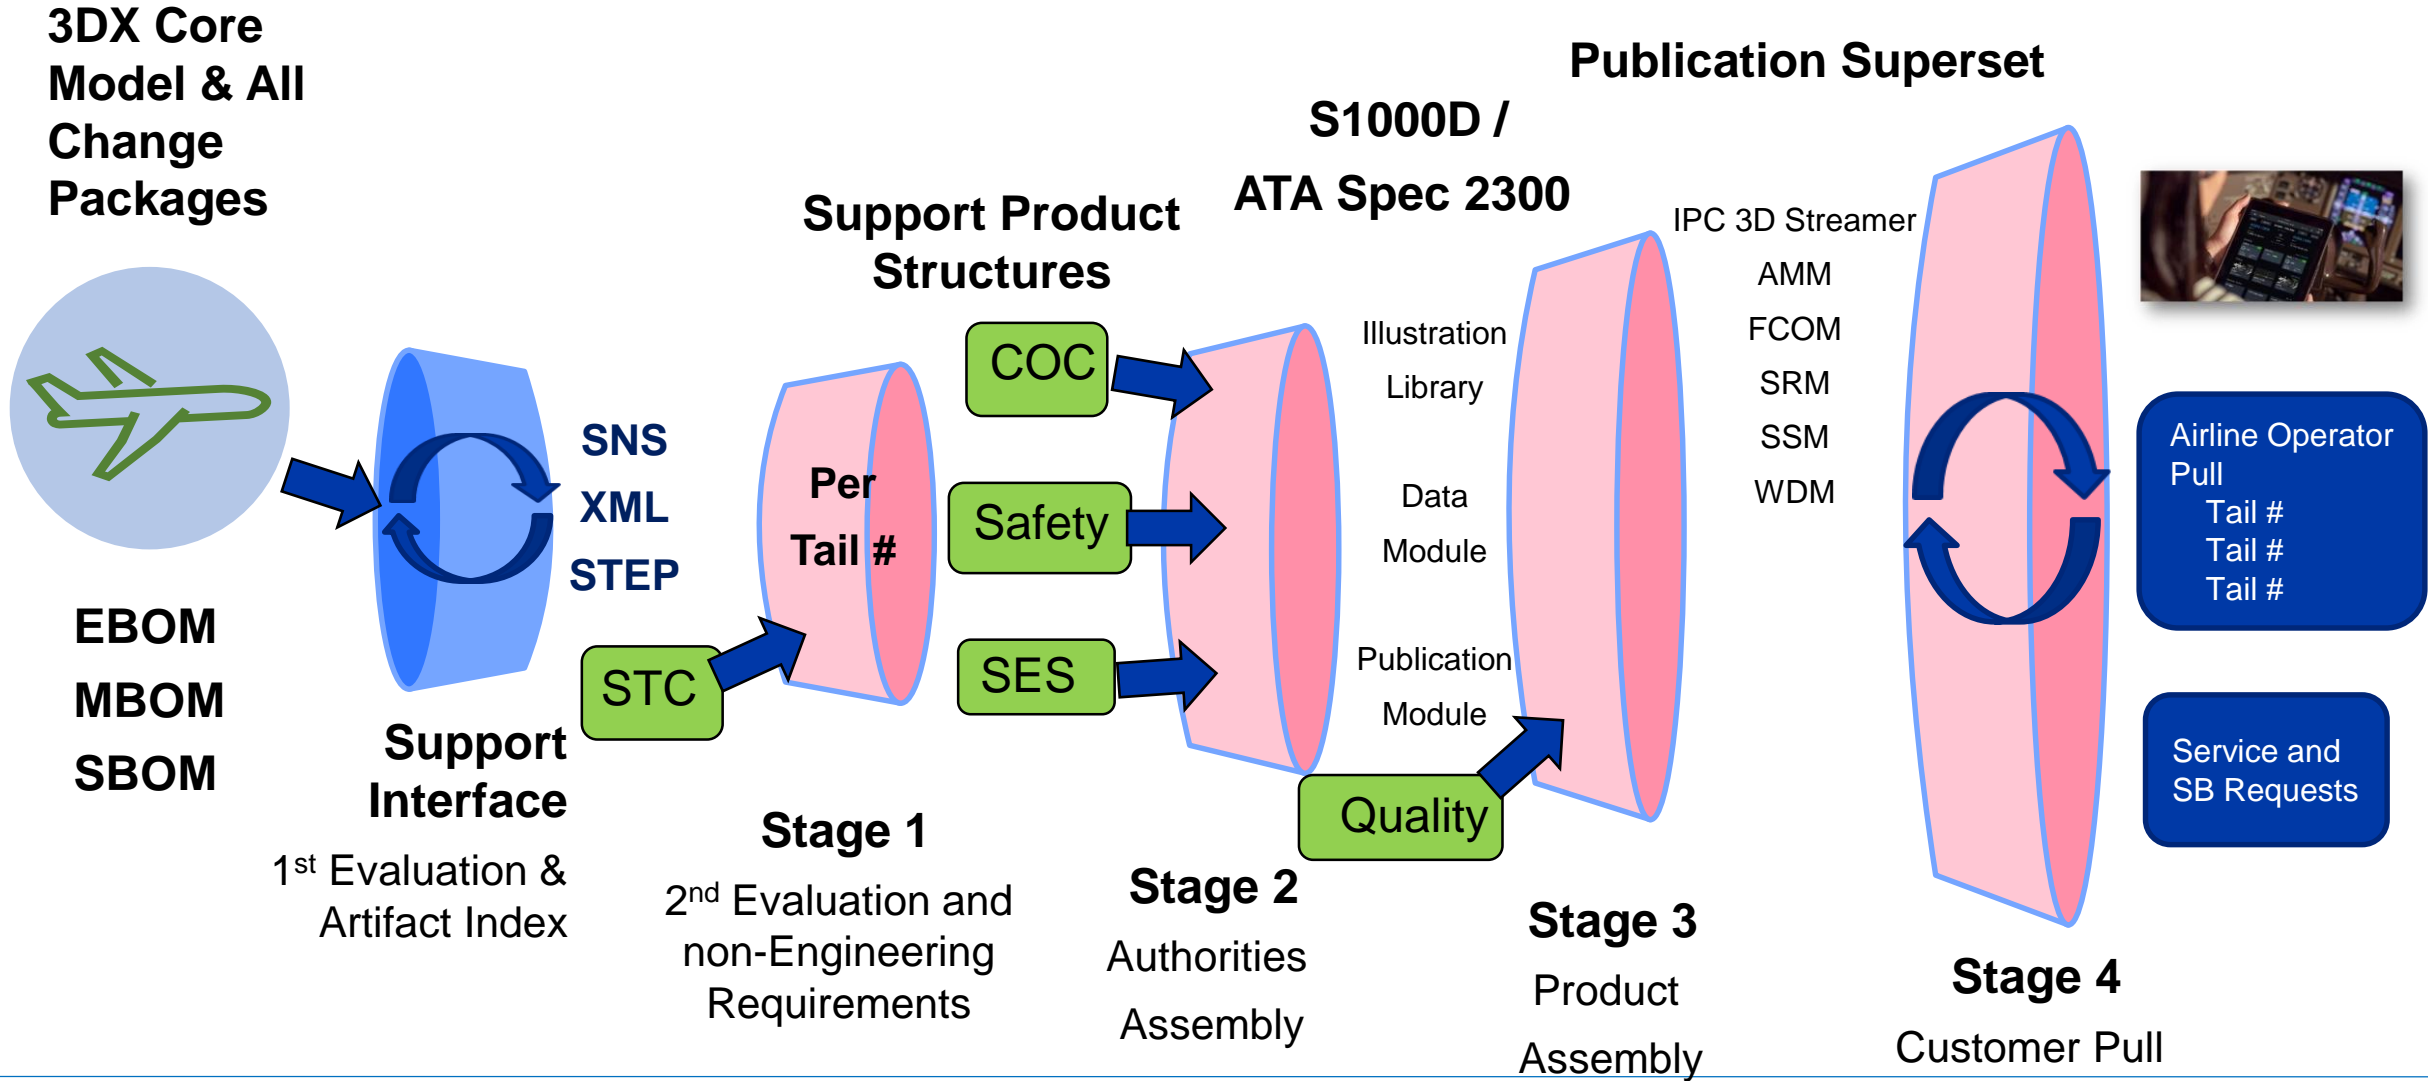 3DX Core
Model & All
Change
Packages
EBOM
MBOM
SBOM
Support
Interface
1st Evaluation &
Artifact Index
SNS
XML
STEP
STC
Per
Tail #
Stage 1
2nd Evaluation and
non-Engineering
Requirements
Support Product
Structures
COC
Safety
SES
Stage 2
Authorities
Assembly
S1000D /
ATA Spec 2300
Illustration
Library
Data
Module
Publication
Module
Quality
Stage 3
Product
Assembly
Publication Superset
IPC 3D Streamer
AMM
FCOM
SRM
SSM
WDM
Stage 4
Customer Pull
Airline Operator
Pull
Tail #
Tail #
Tail #
Service and
SB Requests